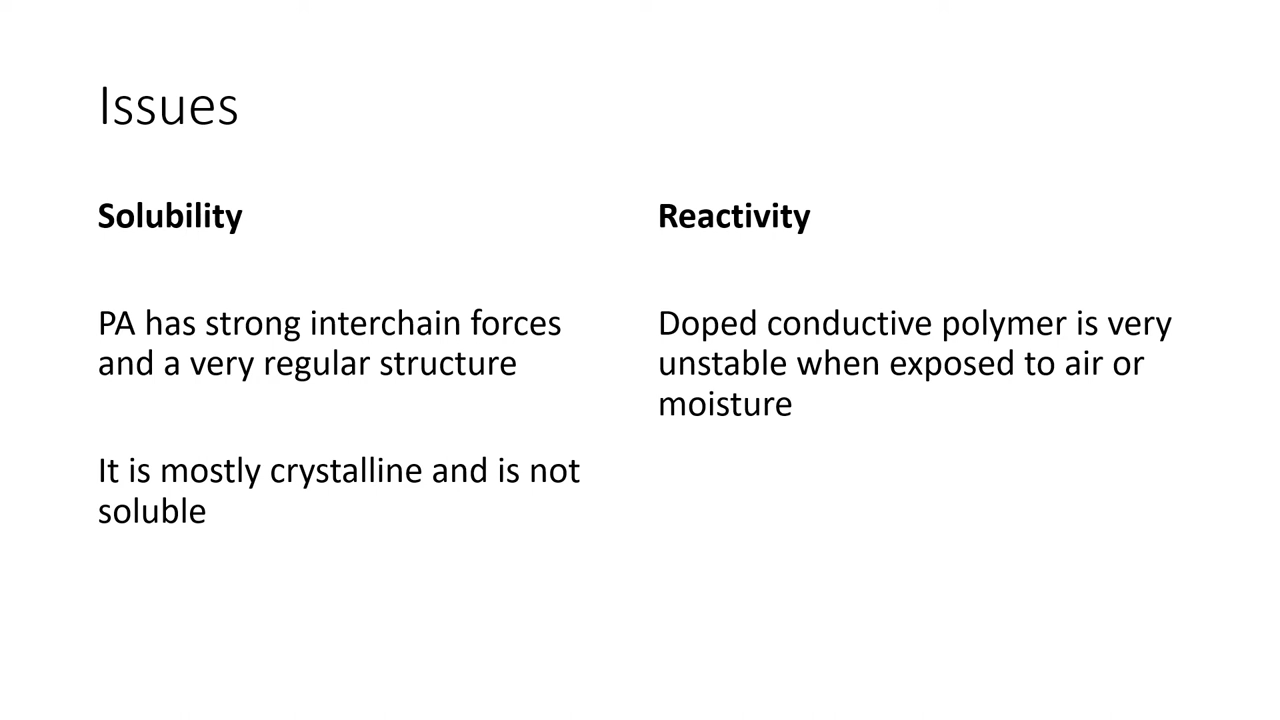 Issues
Solubility
PA has strong interchain forces
and a very regular structure
It is mostly crystalline and is not
soluble
Reactivity
Doped conductive polymer is very
unstable when exposed to air or
moisture